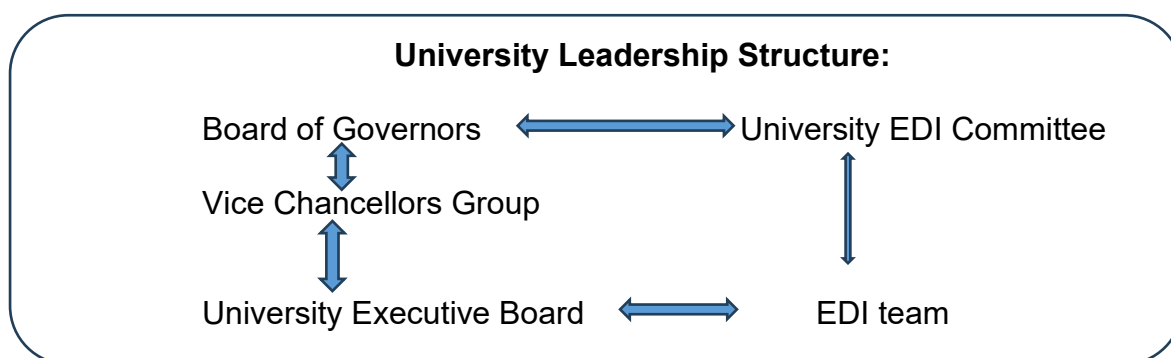 University Leadership Structure:
Board of Governors University EDI Committee
Vice Chancellors Group
University Executive Board EDI team